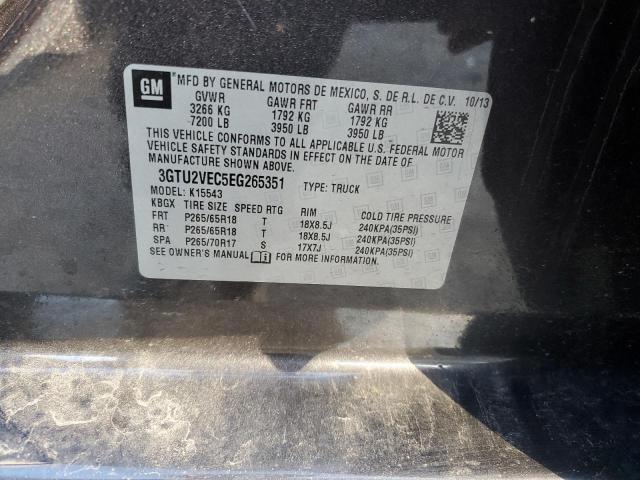 GM
MFD BY GENERAL MOTORS DE MEXICO, S. DE R.L. DE C.V. 10/13
GVWR GAWR FRT GAWR RR
3266 KG 1792 KG 1792 KG
7200 LB 3950 LB 3950 LB
THIS VEHICLE CONFORMS TO ALL APPLICABLE U.S. FEDERAL MOTOR
VEHICLE SAFETY STANDARDS IN EFFECT ON THE DATE OF
MANUFACTURE SHOWN ABOVE.
3GTU2VEC5EG265351 TYPE: TRUCK
MODEL: K15543
KBGX TIRE SIZE SPEED RTG RIM COLD TIRE PRESSURE
FRT P265/65R18 T 18X8.5J 240KPA(35PSI)
RR P265/65R18 T 18X8.5J 240KPA(35PSI)
SPA P265/70R17 S 17X7J 240KPA(35PSI)
SEE OWNER'S MANUAL FOR MORE INFORMATION.